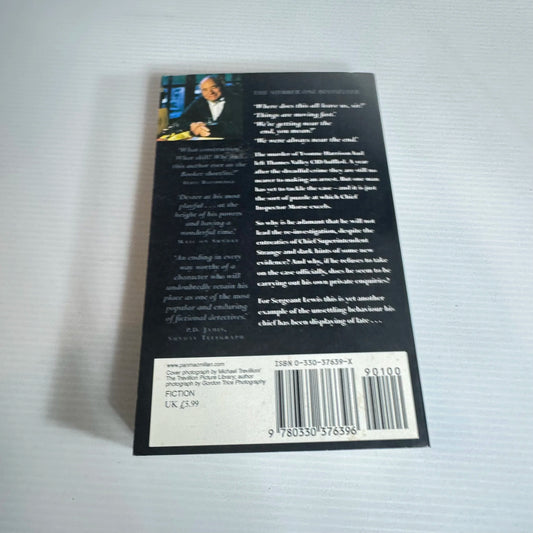 THE NUMBER ONE BESTSELLER
'Where does this all leave us, sir?'
'Things are moving fast.'
'We're getting near the
end, you mean?'
'We were always near the end.'
The murder of Yvonne Harrison had
left Thames Valley CID baffled. A year
after the dreadful crime they are still no
nearer to making an arrest. But one man
has yet to tackle the case – and it is just
the sort of puzzle at which Chief
Inspector Morse excels.
So why is he adamant that he will not
lead the re-investigation, despite the
entreaties of Chief Superintendent
Strange and dark hints of some new
evidence? And why, if he refuses to take
on the case officially, does he seem to be
carrying out his own private enquiries?
For Sergeant Lewis this is yet another
example of the unsettling behaviour his
chief has been displaying of late . . .
'What construction!
What skill! Why isn't
this author ever on the
Booker shortlist?'
BERYL BAINBRIDGE
'Dexter at his most
playful . . . at the
height of his powers
and having a
wonderful time.'
MAIL ON SUNDAY
'An ending in every
way worthy of a
character who will
undoubtedly retain his
place as one of the most
popular and enduring
of fictional detectives.'
P.D. JAMES,
SUNDAY TELEGRAPH
www.panmacmillan.com
Cover photograph by Michael Trevillion/
The Trevillion Picture Library; author
photograph by Gordon Trice Photography
FICTION
UK £5.99
ISBN 0-330-37639-X
90100
9 780330 376396